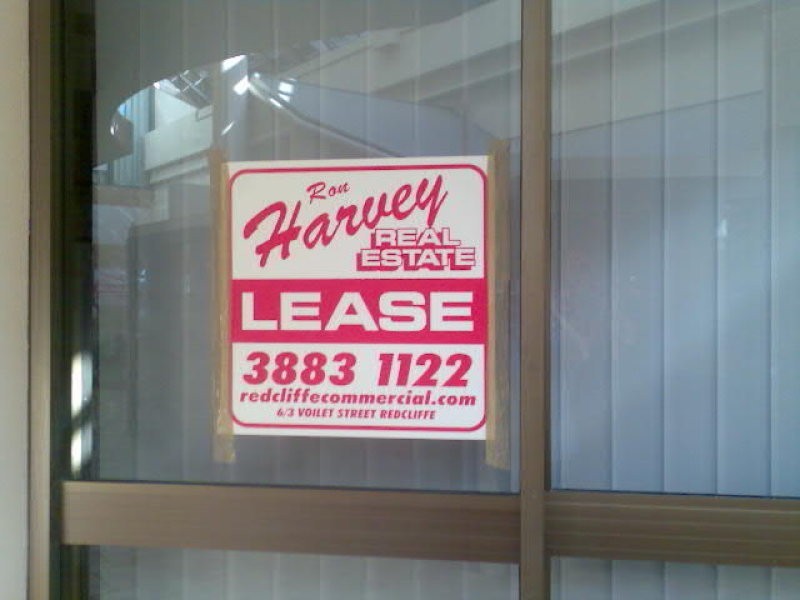 Ron
Harvey
REAL
ESTATE
LEASE
3883 1122
redcliffecommercial.com
6/3 VOILET STREET REDCLIFFE